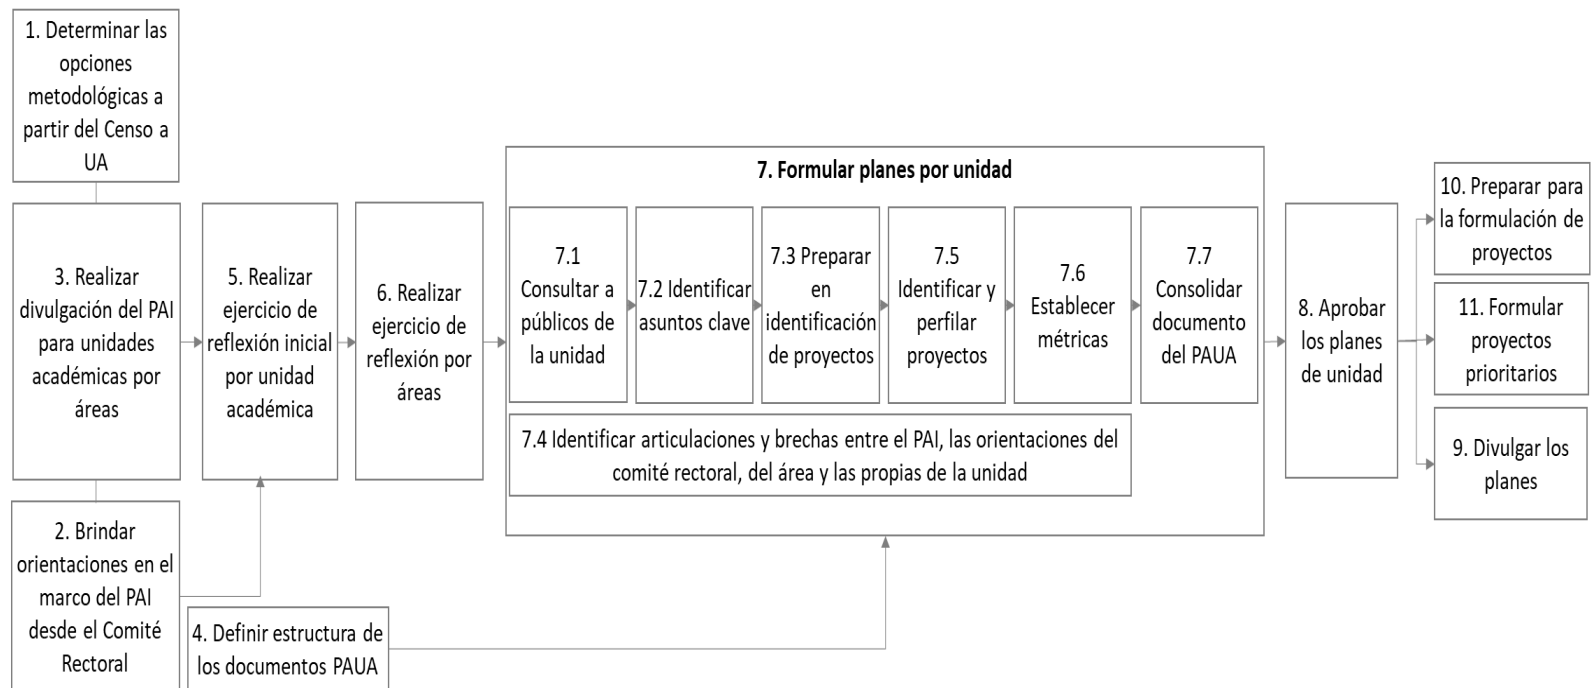 1. Determinar las
opciones
metodológicas a
partir del Censo a
UA
3. Realizar
divulgación del PAI
para unidades
académicas por
áreas
2. Brindar
orientaciones en el
marco del PAI
desde el Comité
Rectoral
4. Definir estructura de
los documentos PAUA
5. Realizar
ejercicio de
reflexión inicial
por unidad
académica
6. Realizar
ejercicio de
reflexión por
áreas
7. Formular planes por unidad
7.1
Consultar a
públicos de
la unidad
7.2 Identificar
asuntos clave
7.3 Preparar
en
identificación
de proyectos
7.5
Identificar y
perfilar
proyectos
7.6
Establecer
métricas
7.7
Consolidar
documento
del PAUA
7.4 Identificar articulaciones y brechas entre el PAI, las orientaciones del
comité rectoral, del área y las propias de la unidad
8. Aprobar
los planes
de unidad
10. Preparar para
la formulación de
proyectos
11. Formular
proyectos
prioritarios
9. Divulgar los
planes